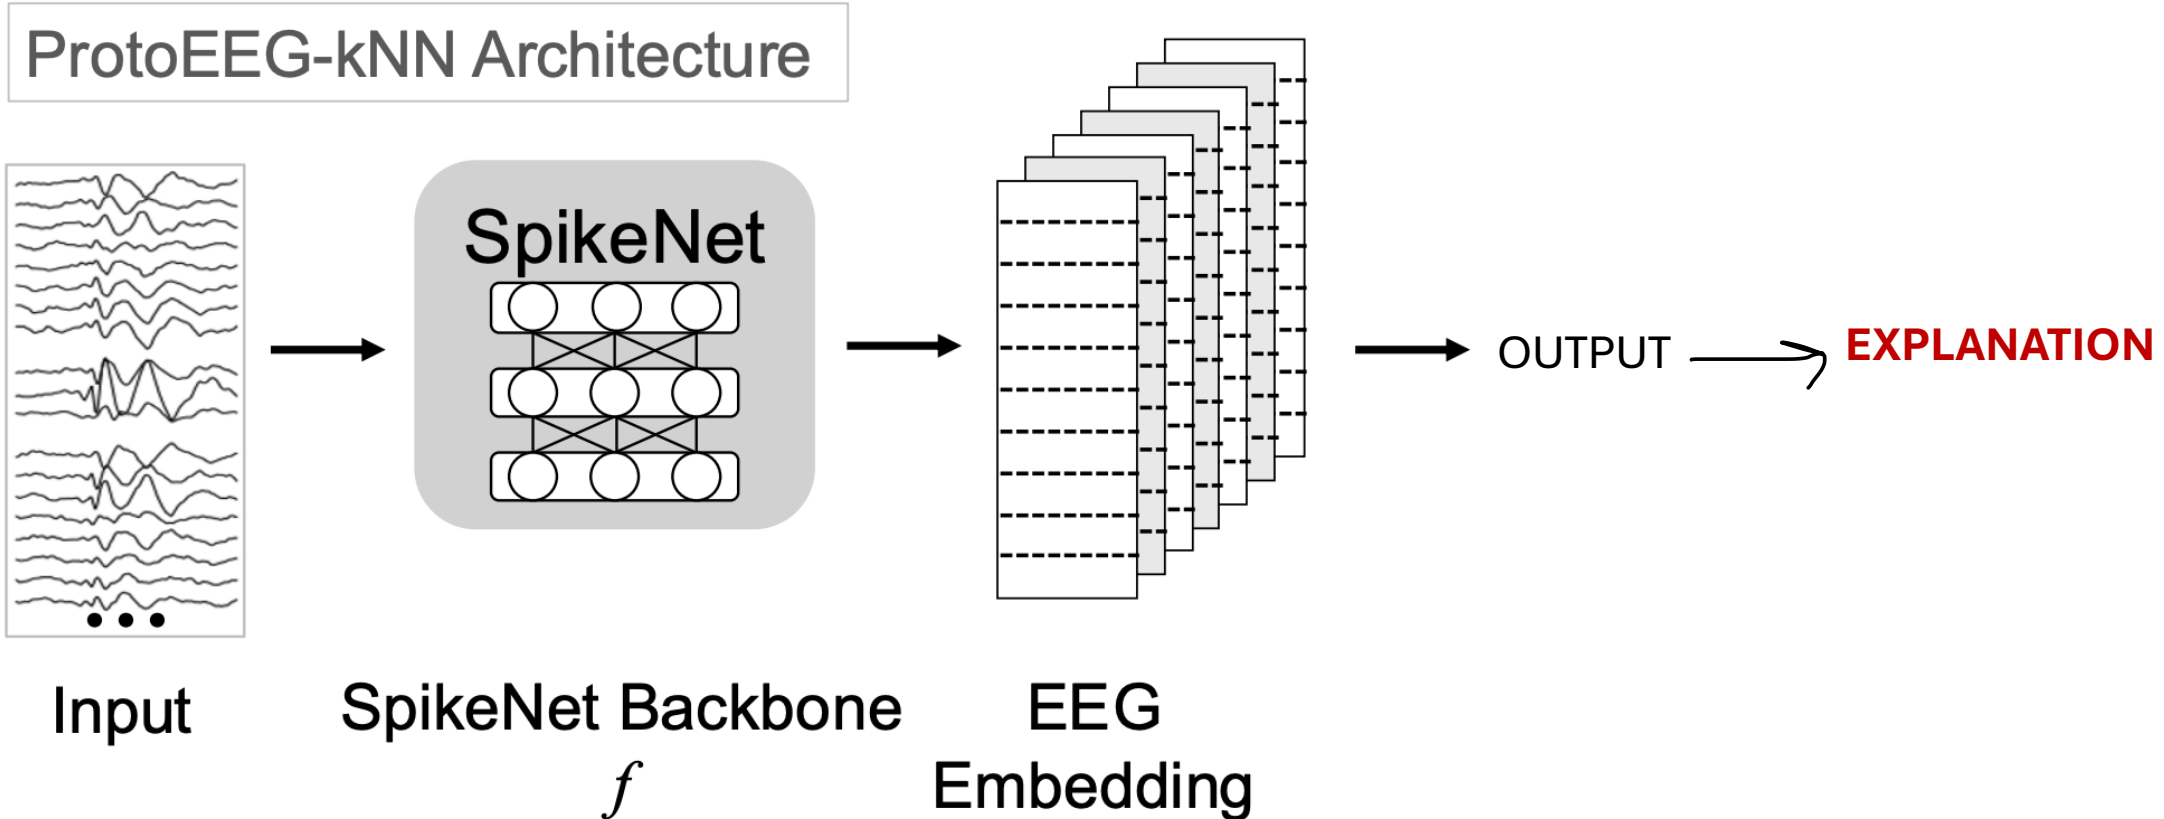 ProtoEEG-kNN Architecture
SpikeNet
OUTPUT
EXPLANATION
Input
SpikeNet Backbone
f
EEG
Embedding